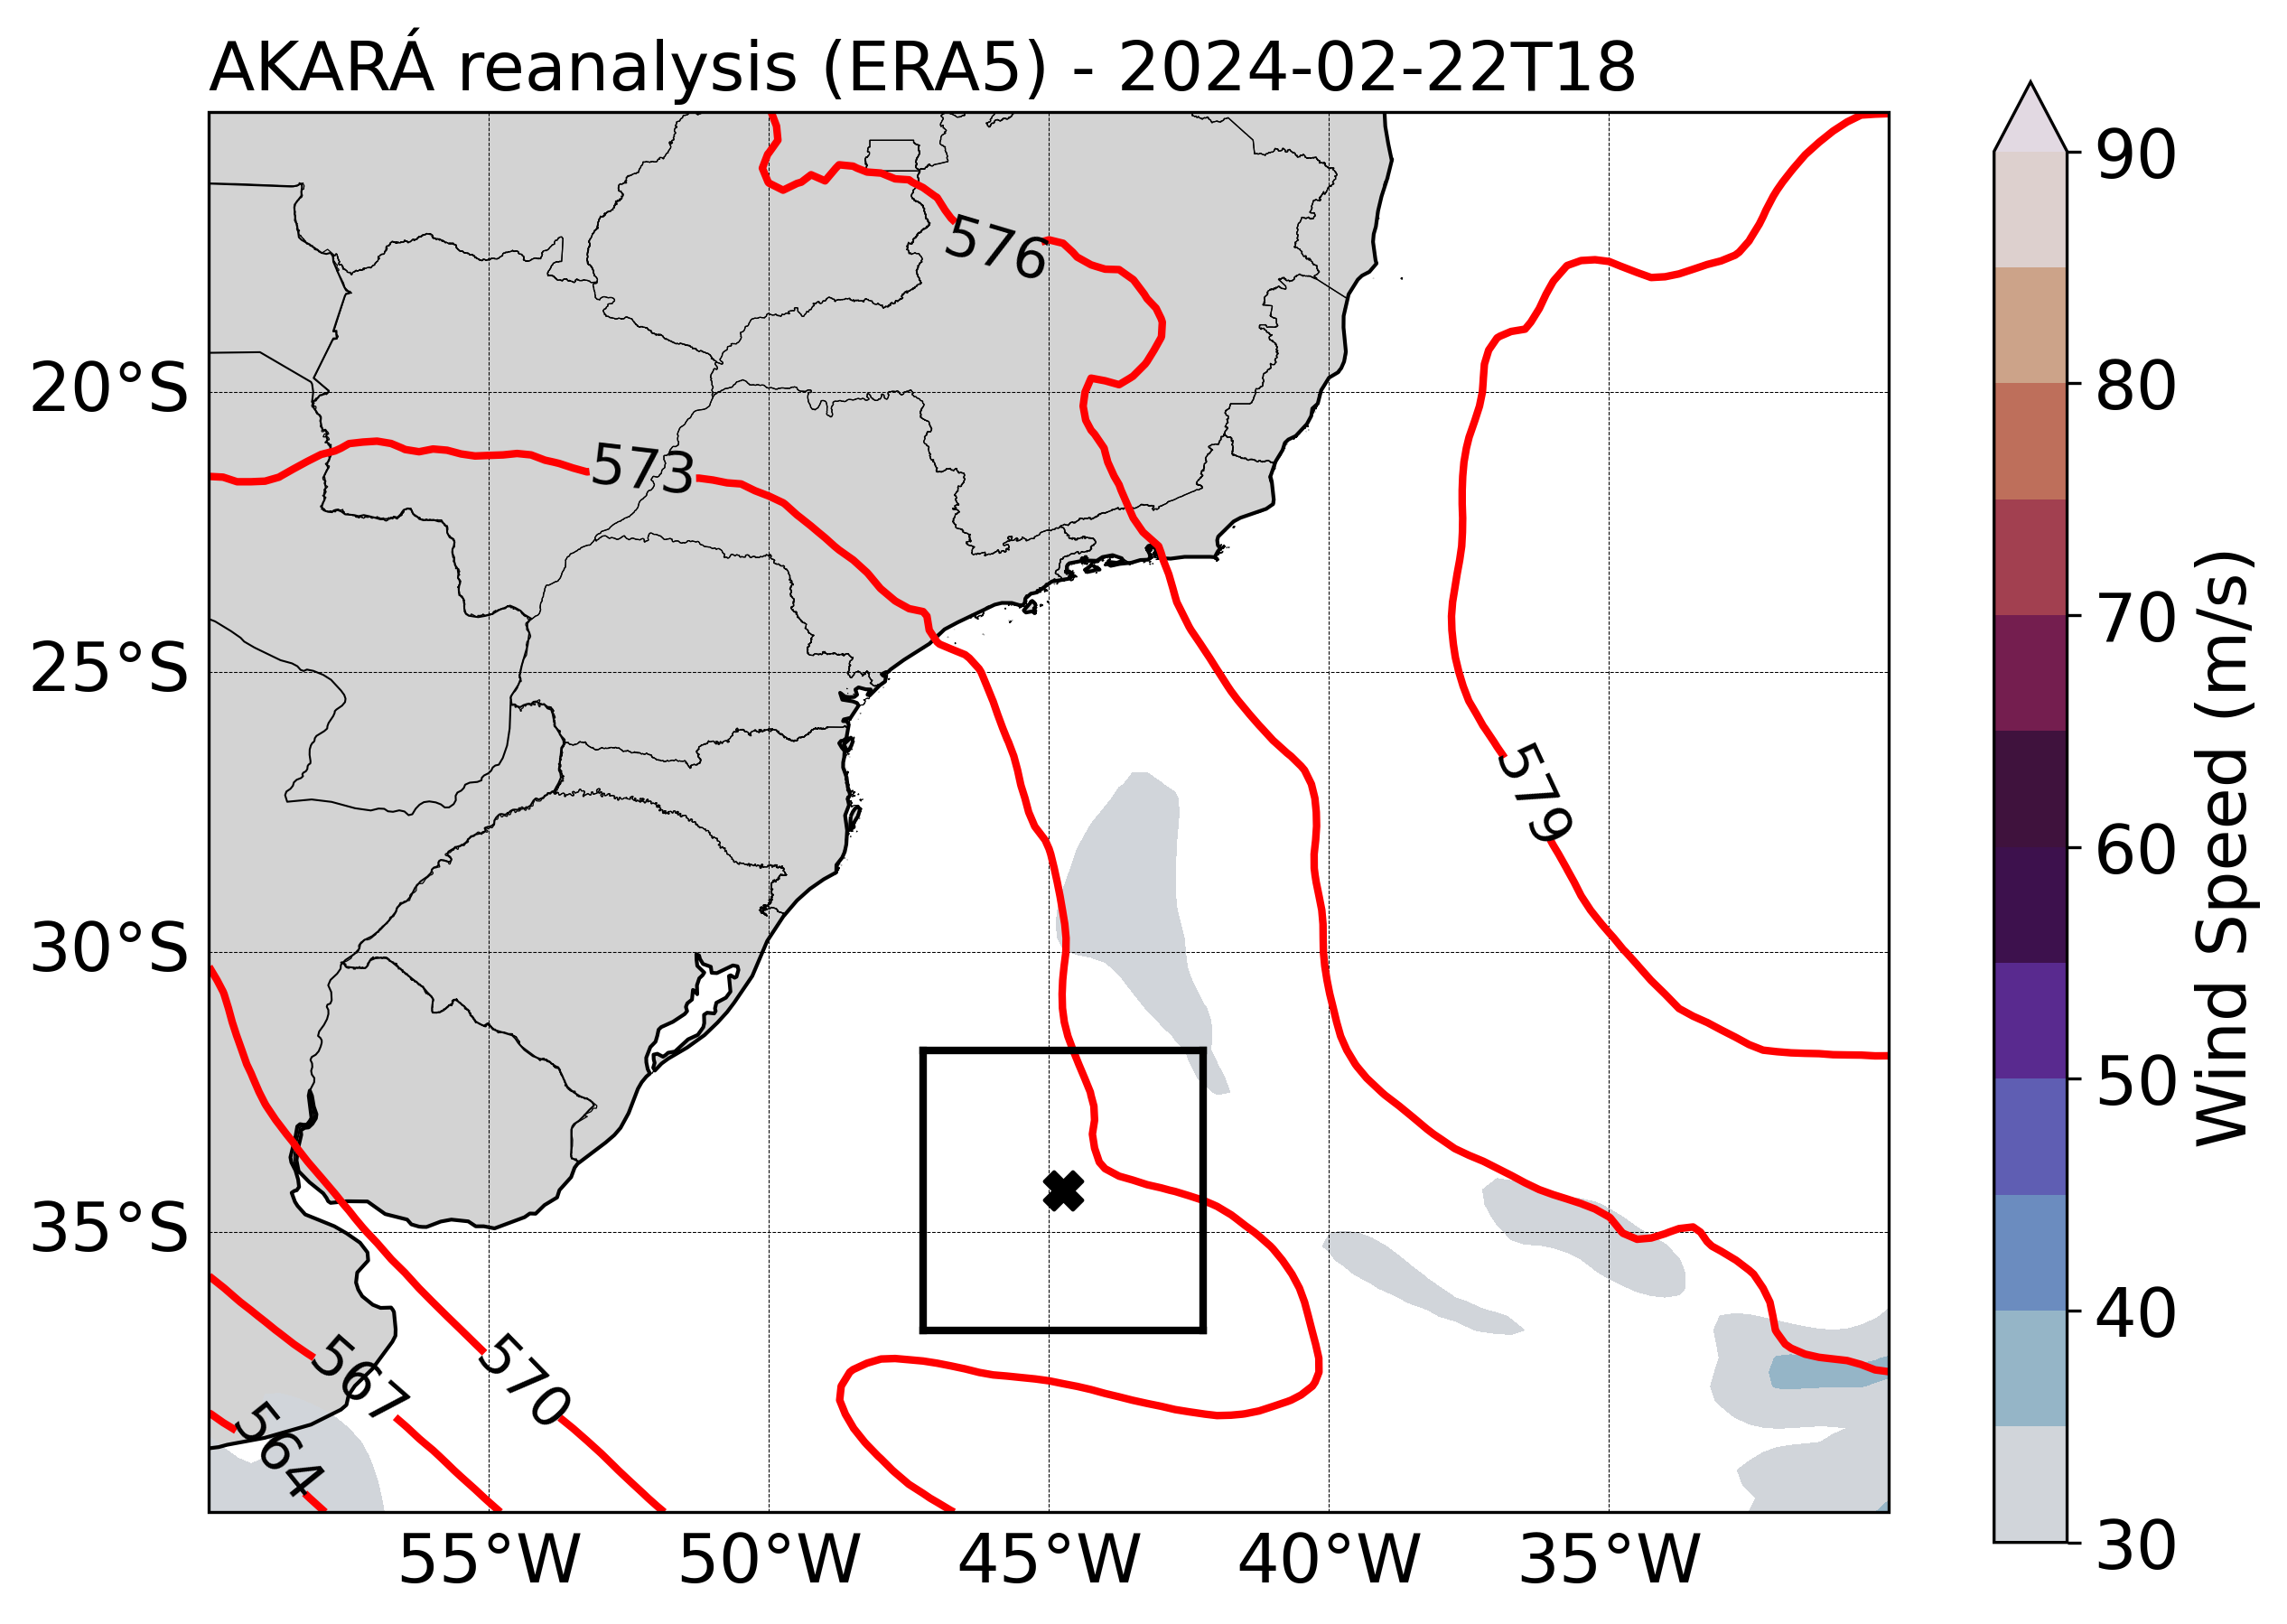 AKARÁ reanalysis (ERA5) - 2024-02-22T18
576
573
579
570
567
564
20°S
25°S
30°S
35°S
55°W
50°W
45°W
40°W
35°W
90
80
70
60
50
40
30
Wind Speed (m/s)